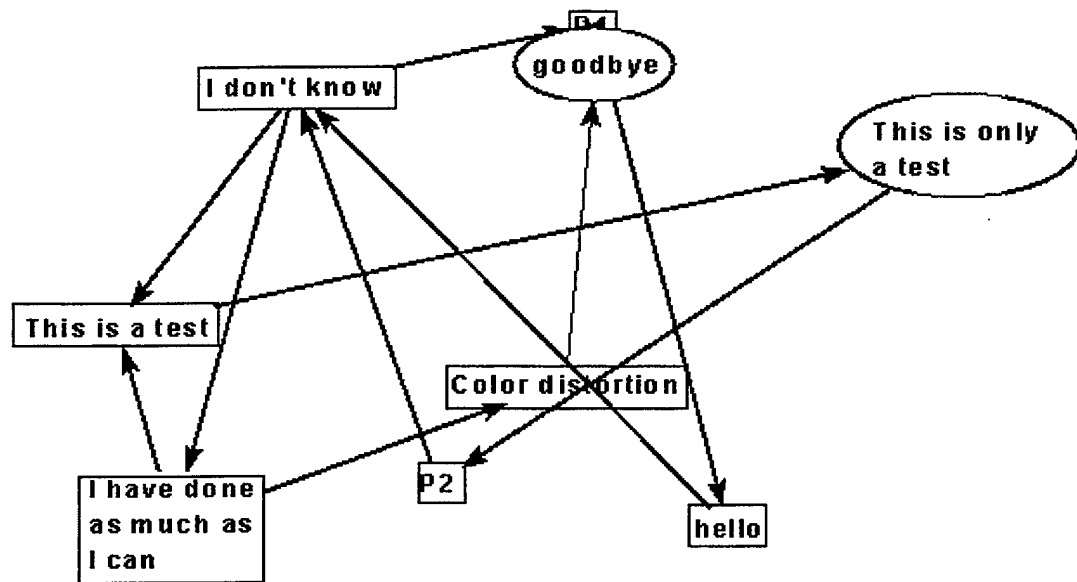 goodbye
I don't know
This is only
a test
This is a test
Color distortion
P2
I have done
as much as
I can
hello